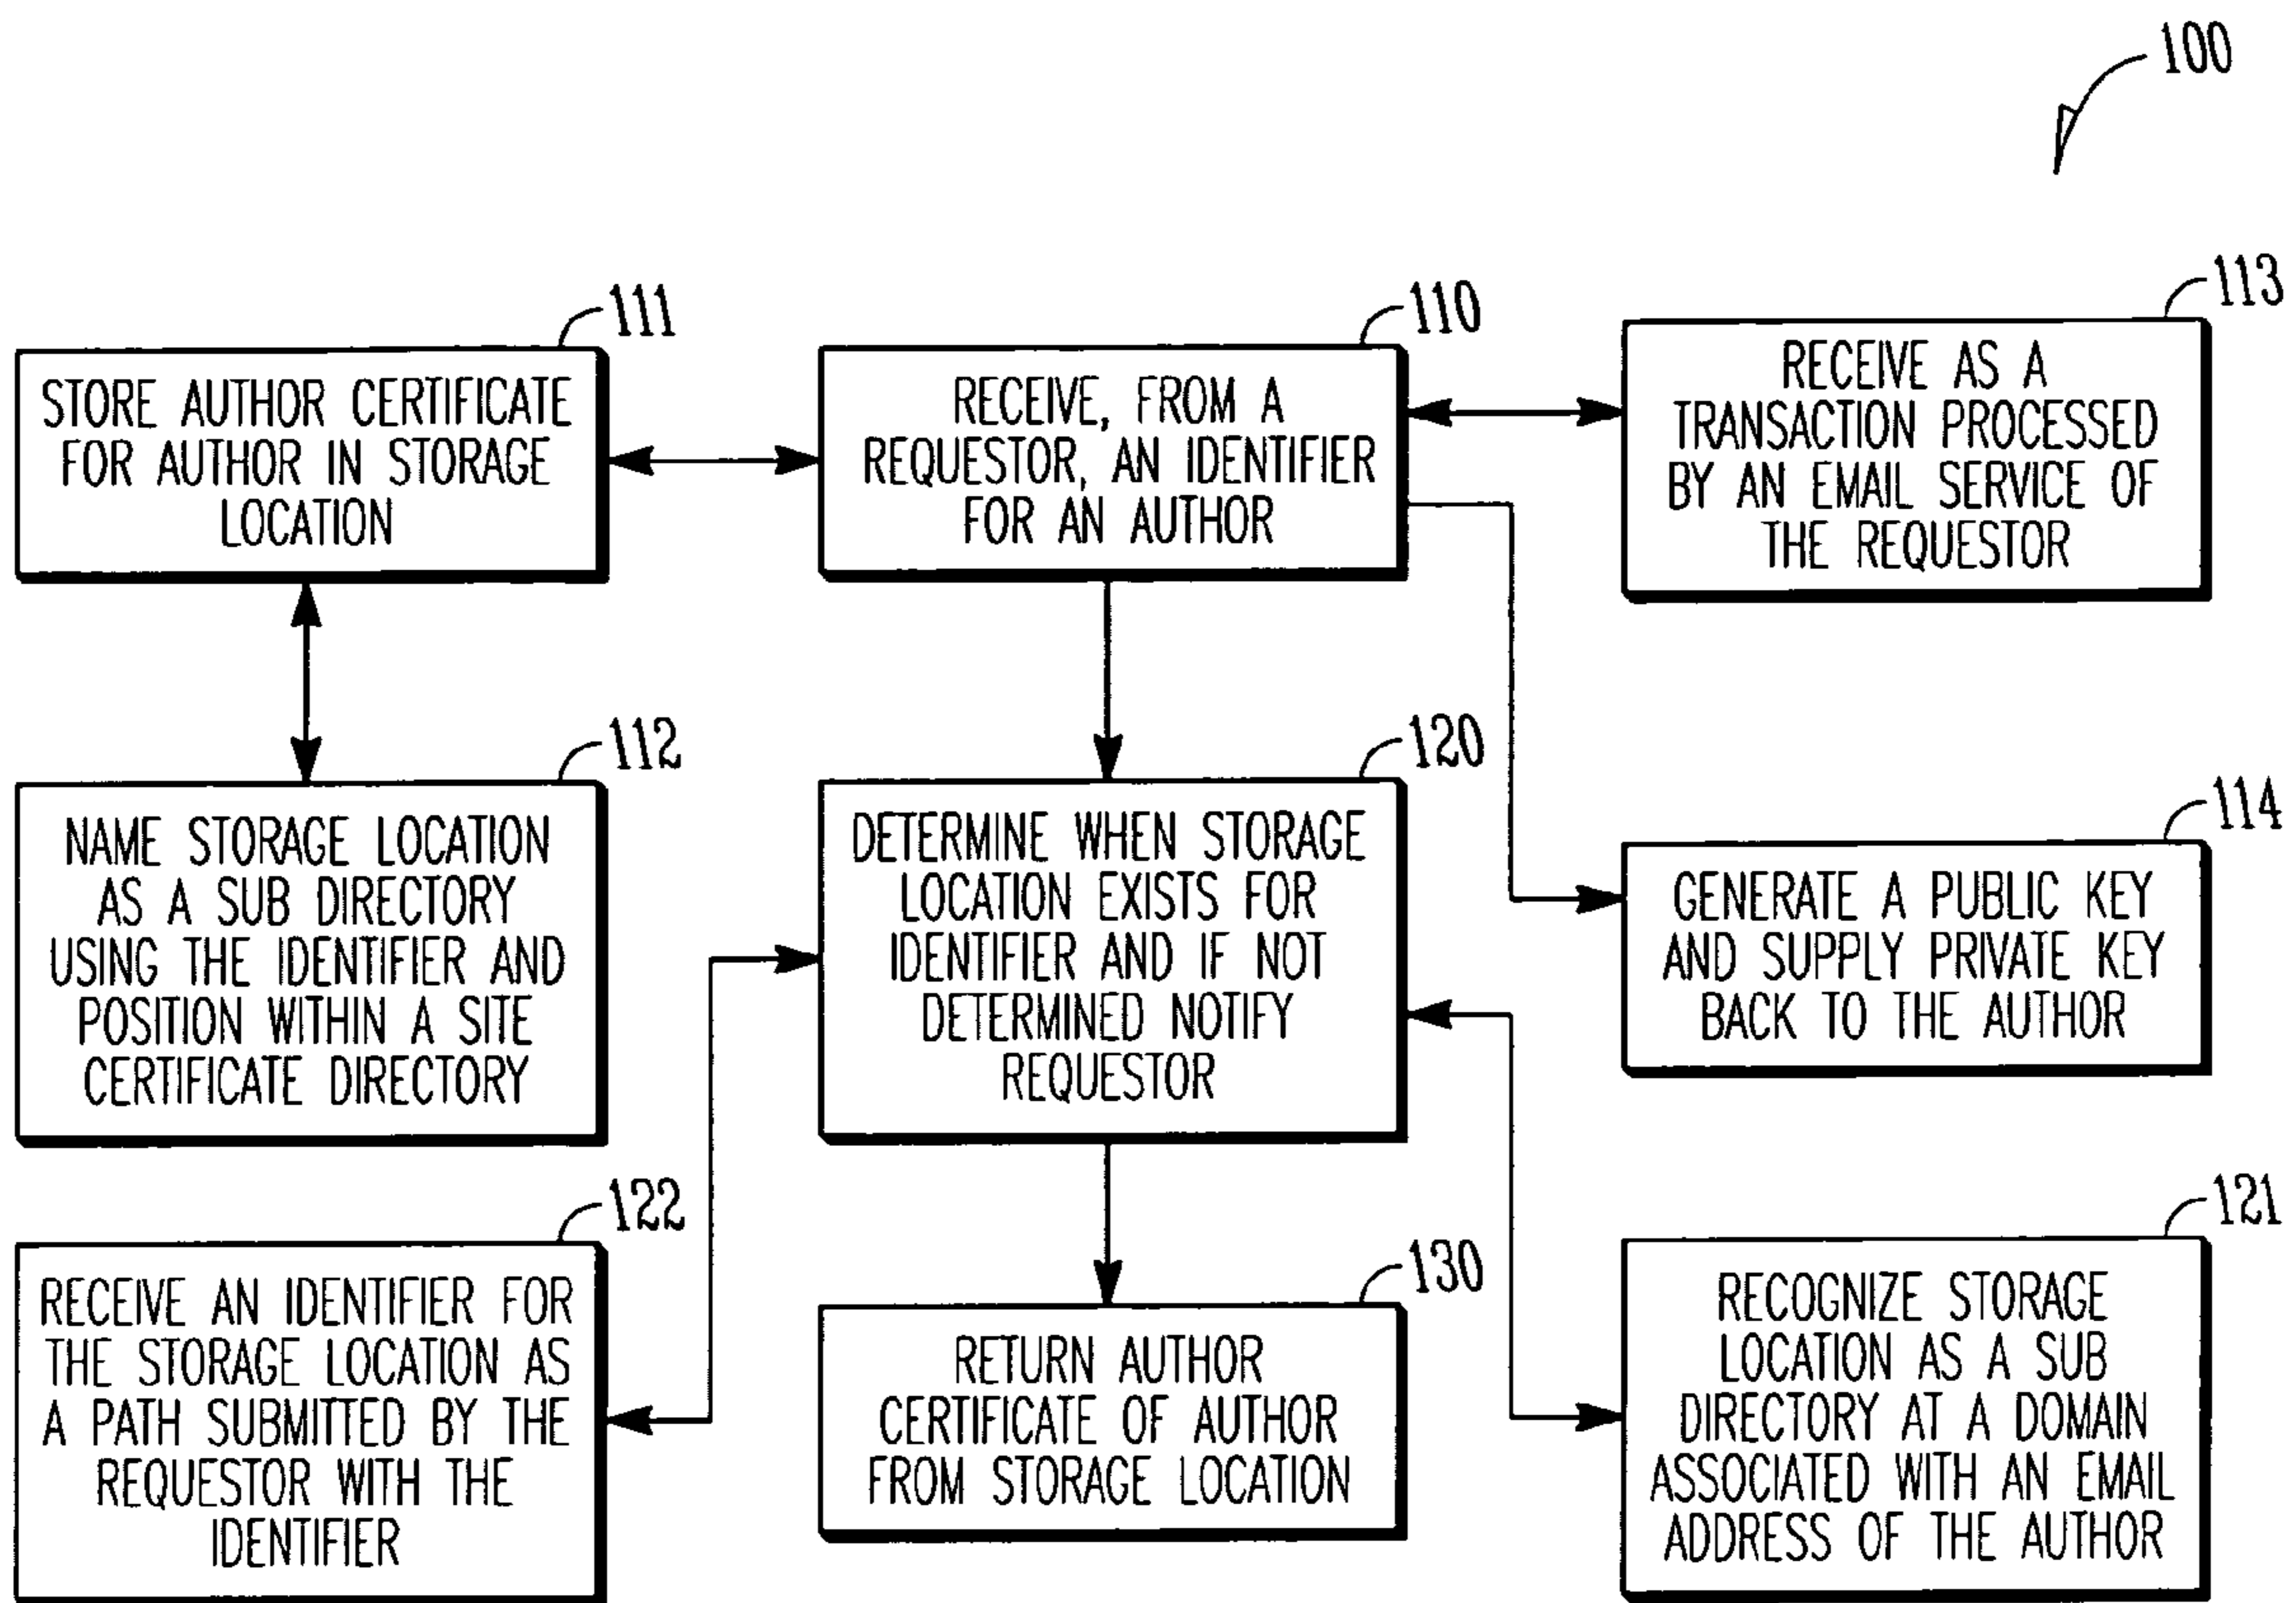 100
111
STORE AUTHOR CERTIFICATE
FOR AUTHOR IN STORAGE
LOCATION
110
RECEIVE, FROM A
REQUESTOR, AN IDENTIFIER
FOR AN AUTHOR
113
RECEIVE AS A
TRANSACTION PROCESSED
BY AN EMAIL SERVICE OF
THE REQUESTOR
112
NAME STORAGE LOCATION
AS A SUB DIRECTORY
USING THE IDENTIFIER AND
POSITION WITHIN A SITE
CERTIFICATE DIRECTORY
120
DETERMINE WHEN STORAGE
LOCATION EXISTS FOR
IDENTIFIER AND IF NOT
DETERMINED NOTIFY
REQUESTOR
114
GENERATE A PUBLIC KEY
AND SUPPLY PRIVATE KEY
BACK TO THE AUTHOR
122
RECEIVE AN IDENTIFIER FOR
THE STORAGE LOCATION AS
A PATH SUBMITTED BY THE
REQUESTOR WITH THE
IDENTIFIER
130
RETURN AUTHOR
CERTIFICATE OF AUTHOR
FROM STORAGE LOCATION
121
RECOGNIZE STORAGE
LOCATION AS A SUB
DIRECTORY AT A DOMAIN
ASSOCIATED WITH AN EMAIL
ADDRESS OF THE AUTHOR